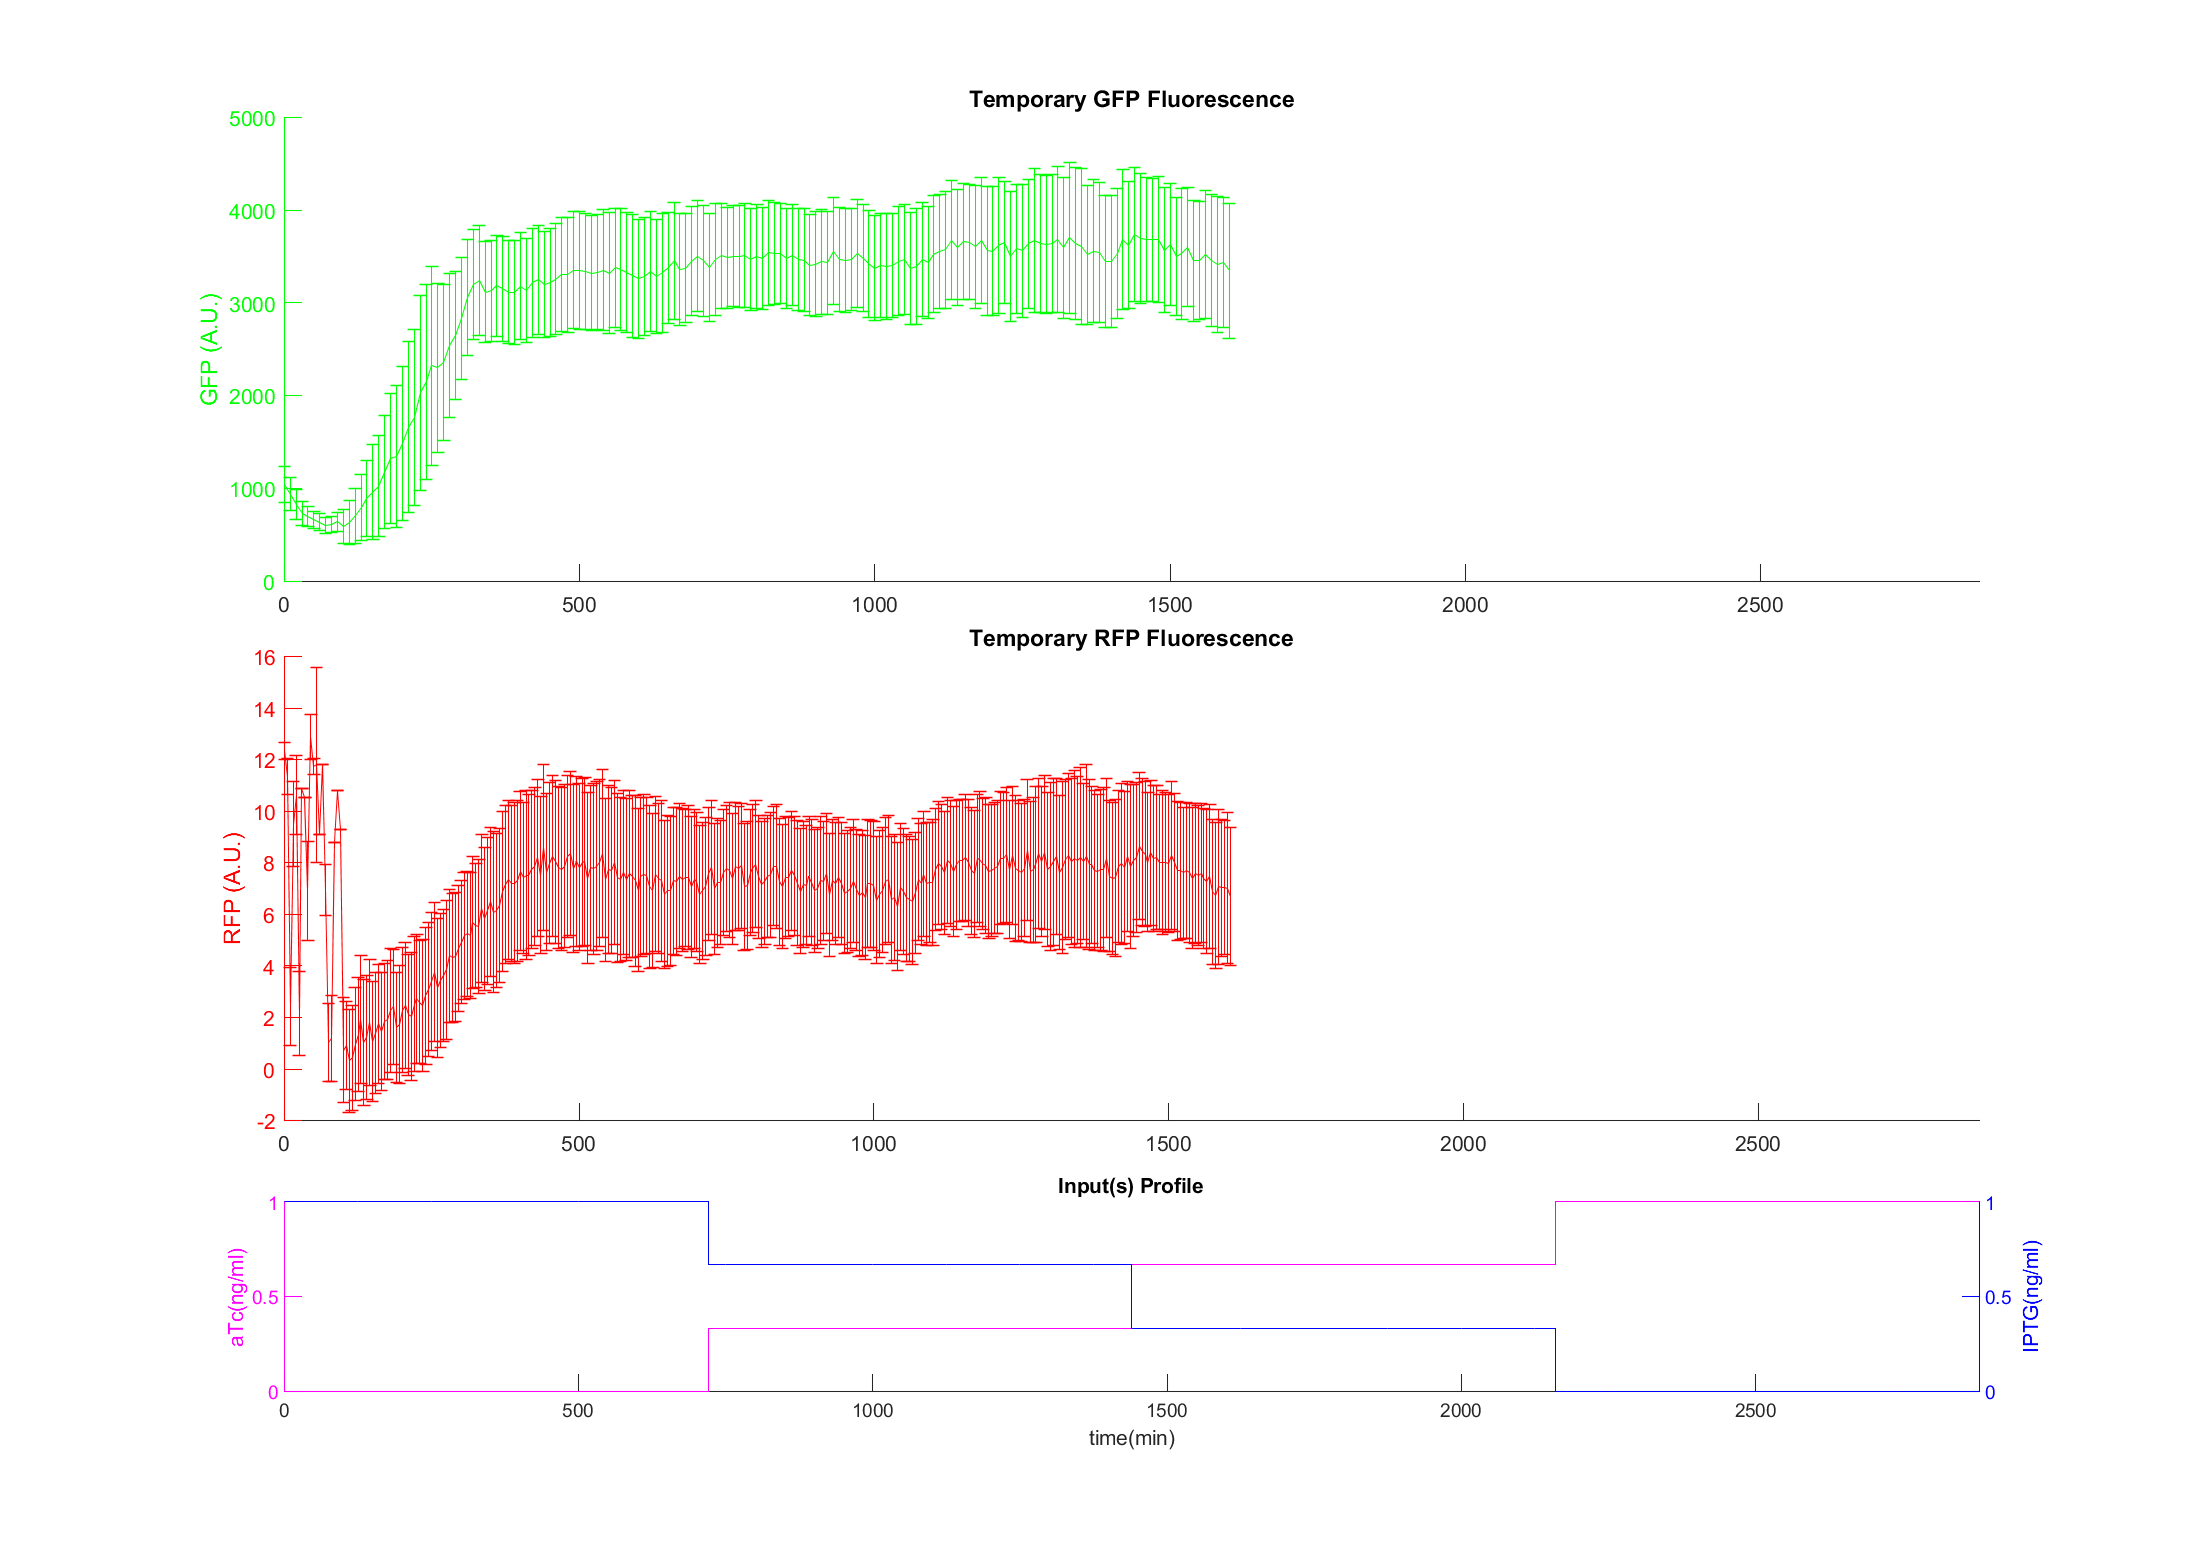 Temporary GFP Fluorescence
5000
4000
3000
2000
1000
0
GFP (A.U.)
0 500 1000 1500 2000 2500
Temporary RFP Fluorescence
16
14
12
10
8
6
4
2
0
-2
RFP (A.U.)
0 500 1000 1500 2000 2500
Input(s) Profile
1
0.5
0
aTc(ng/ml)
1
0.5
0
IPTG(ng/ml)
0 500 1000 1500 2000 2500
time(min)